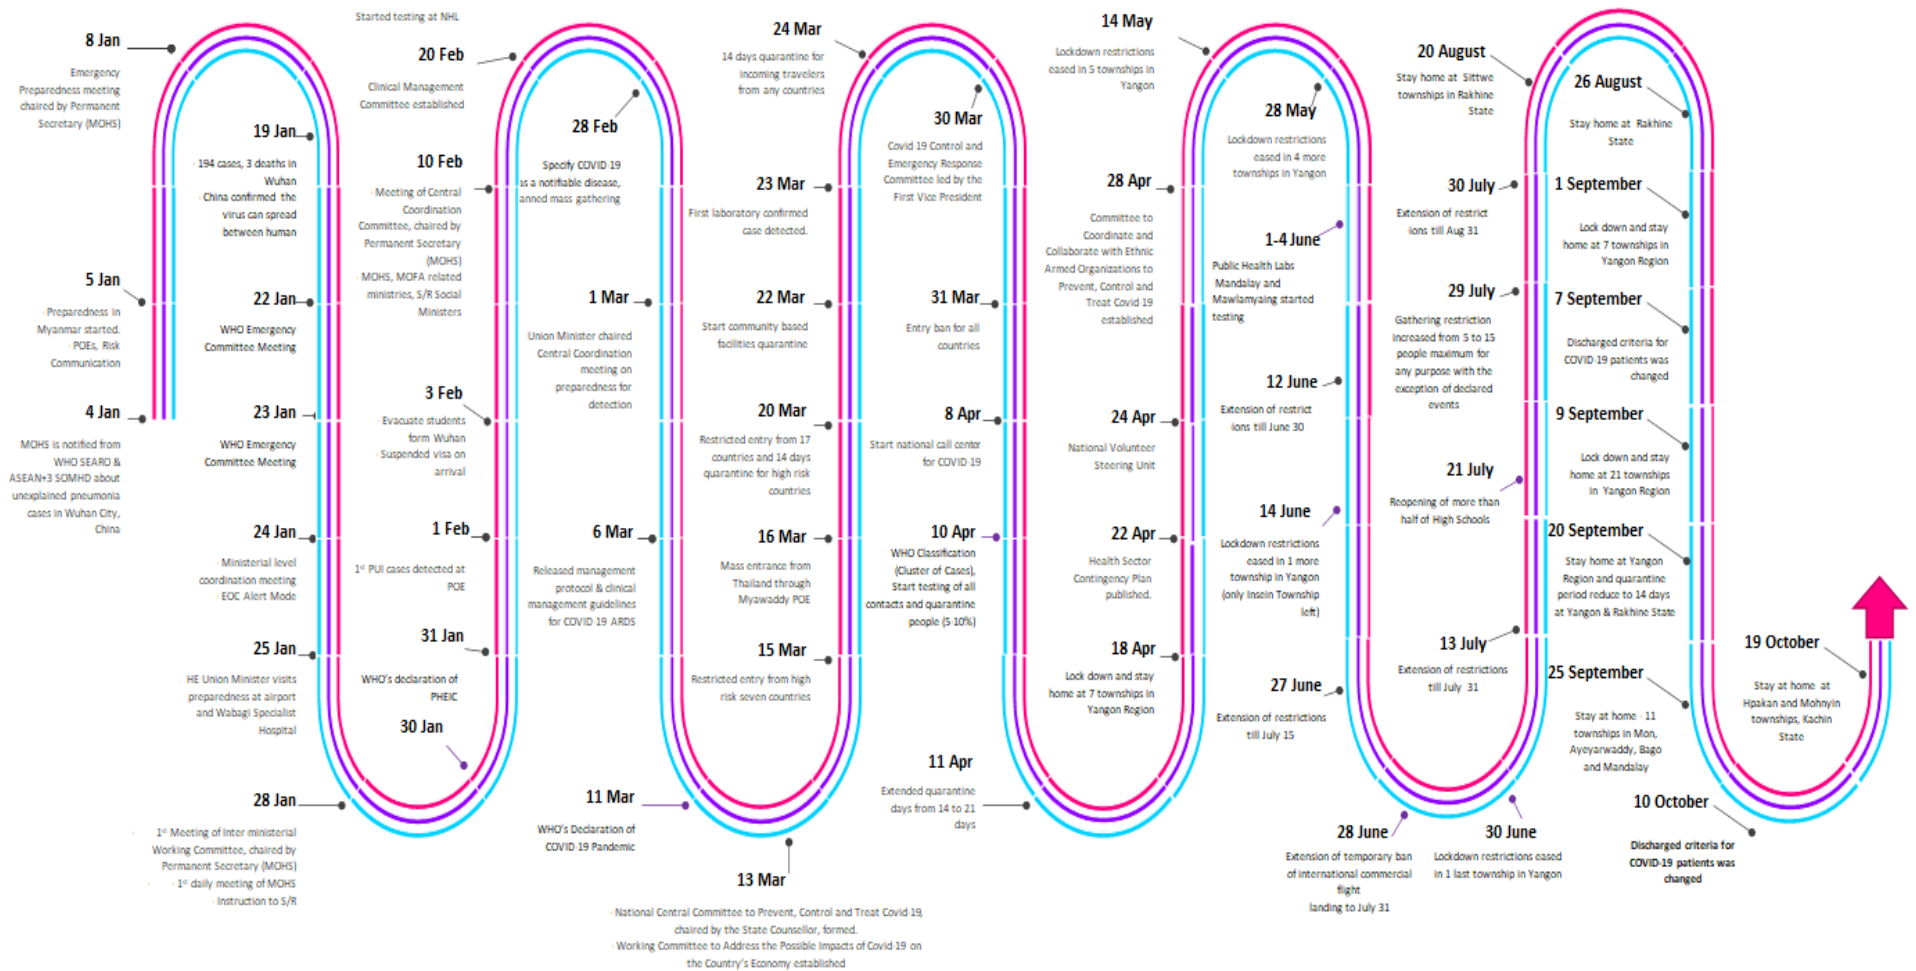 8 Jan
Emergency
Preparedness meeting
chaired by Permanent
Secretary (MOHS)
5 Jan
· Preparedness in
Myanmar started.
· POEs, Risk
Communication
4 Jan
MOHS is notified from
WHO SEARO &
ASEAN+3 SOMHD about
unexplained pneumonia
cases in Wuhan City,
China
19 Jan
· 194 cases, 3 deaths in
Wuhan
· China confirmed the
virus can spread
between human
22 Jan
WHO Emergency
Committee Meeting
23 Jan
WHO Emergency
Committee Meeting
24 Jan
· Ministerial level
coordination meeting
· EOC Alert Mode
25 Jan
HE Union Minister visits
preparedness at airport
and Wabagi Specialist
Hospital
28 Jan
· 1st Meeting of Inter ministerial
Working Committee, chaired by
Permanent Secretary (MOHS)
· 1st daily meeting of MOHS
· Instruction to S/R
Started testing at NHL
20 Feb
Clinical Management
Committee established
10 Feb
· Meeting of Central
Coordination
Committee, chaired by
Permanent Secretary
(MOHS)
· MOHS, MOFA related
ministries, S/R Social
Ministers
3 Feb
· Evacuate students
form Wuhan
· Suspended visa on
arrival
1 Feb
1st PUI cases detected at
POE
31 Jan
WHO's declaration of
PHEIC
30 Jan
28 Feb
Specify COVID 19
as a notifiable disease,
anned mass gathering
1 Mar
Union Minister chaired
Central Coordination
meeting on
preparedness for
detection
6 Mar
Released management
protocol & clinical
management guidelines
for COVID 19 ARDS
11 Mar
WHO's Declaration of
COVID 19 Pandemic
13 Mar
· National Central Committee to Prevent, Control and Treat Covid 19,
chaired by the State Counsellor, formed.
· Working Committee to Address the Possible Impacts of Covid 19 on
the Country's Economy established
24 Mar
14 days quarantine for
incoming travelers
from any countries
23 Mar
First laboratory confirmed
case detected.
22 Mar
Start community based
facilities quarantine
20 Mar
Restricted entry from 17
countries and 14 days
quarantine for high risk
countries
16 Mar
Mass entrance from
Thailand through
Myawaddy POE
15 Mar
Restricted entry from high
risk seven countries
30 Mar
Covid 19 Control and
Emergency Response
Committee led by the
First Vice President
31 Mar
Entry ban for all
countries
8 Apr
Start national call center
for COVID 19
10 Apr
WHO Classification
(Cluster of Cases),
Start testing of all
contacts and quarantine
people (5 10%)
11 Apr
Extended quarantine
days from 14 to 21
days
14 May
Lockdown restrictions
eased in 5 townships in
Yangon
28 Apr
Committee to
Coordinate and
Collaborate with Ethnic
Armed Organizations to
Prevent, Control and
Treat Covid 19
established
24 Apr
National Volunteer
Steering Unit
22 Apr
Health Sector
Contingency Plan
published.
18 Apr
Lock down and stay
home at 7 townships in
Yangon Region
28 May
Lockdown restrictions
eased in 4 more
townships in Yangon
1-4 June
Public Health Labs
Mandalay and
Mawlamyaing started
testing
12 June
Extension of restrict
ions till June 30
14 June
Lockdown restrictions
eased in 1 more
township in Yangon
(only Insein Township
left)
27 June
Extension of restrictions
till July 15
28 June
Extension of temporary ban
of international commercial
flight
landing to July 31
30 June
Lockdown restrictions eased
in 1 last township in Yangon
20 August
Stay home at Sittwe
townships in Rakhine
State
30 July
Extension of restrict
ions till Aug 31
29 July
Gathering restriction
increased from 5 to 15
people maximum for
any purpose with the
exception of declared
events
21 July
Reopening of more than
half of High Schools
13 July
Extension of restrictions
till July 31
26 August
Stay home at Rakhine
State
1 September
Lock down and stay
home at 7 townships in
Yangon Region
7 September
Discharged criteria for
COVID 19 patients was
changed
9 September
Lock down and stay
home at 21 townships
in Yangon Region
20 September
Stay home at Yangon
Region and quarantine
period reduce to 14 days
at Yangon & Rakhine State
25 September
Stay at home · 11
townships in Mon,
Ayeyarwaddy, Bago
and Mandalay
10 October
Discharged criteria for
COVID-19 patients was
changed
19 October
Stay at home at
Hpakan and Mohnyin
townships, Kachin
State